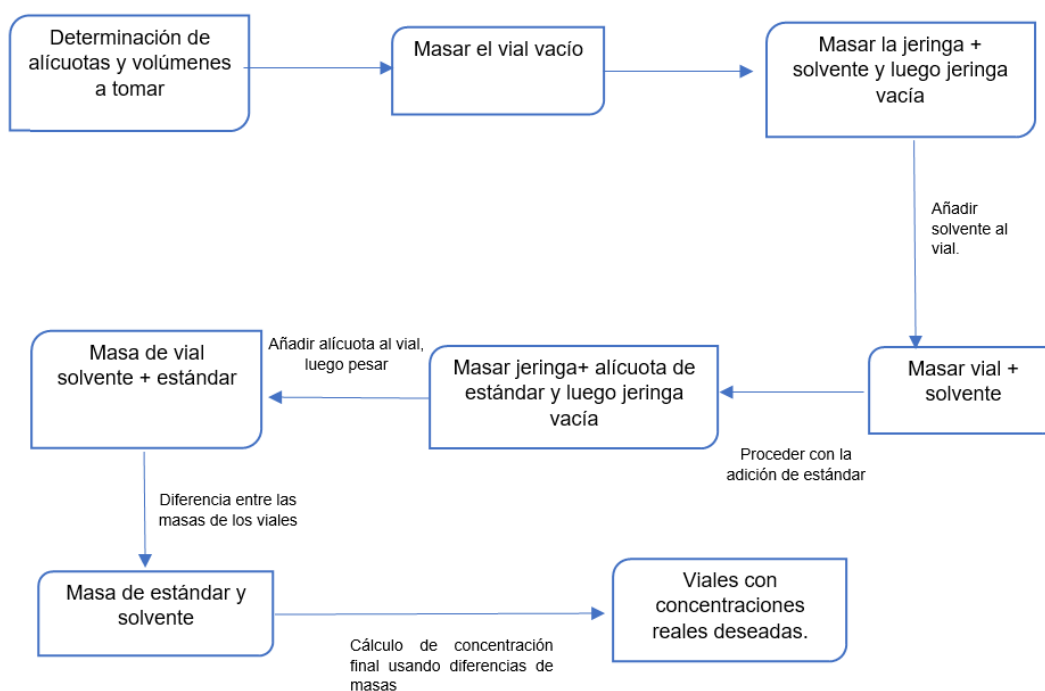 Determinación de
alícuotas y volúmenes
a tomar
Masar el vial vacío
Masar la jeringa +
solvente y luego jeringa
vacía
Añadir
solvente al
vial.
Masar vial +
solvente
Proceder con la
adición de estándar
Masar jeringa+ alícuota de
estándar y luego jeringa
vacía
Añadir alícuota al vial,
luego pesar
Masa de vial
solvente + estándar
Diferencia entre las
masas de los viales
Masa de estándar y
solvente
Cálculo de concentración
final usando diferencias de
masas
Viales con
concentraciones
reales deseadas.